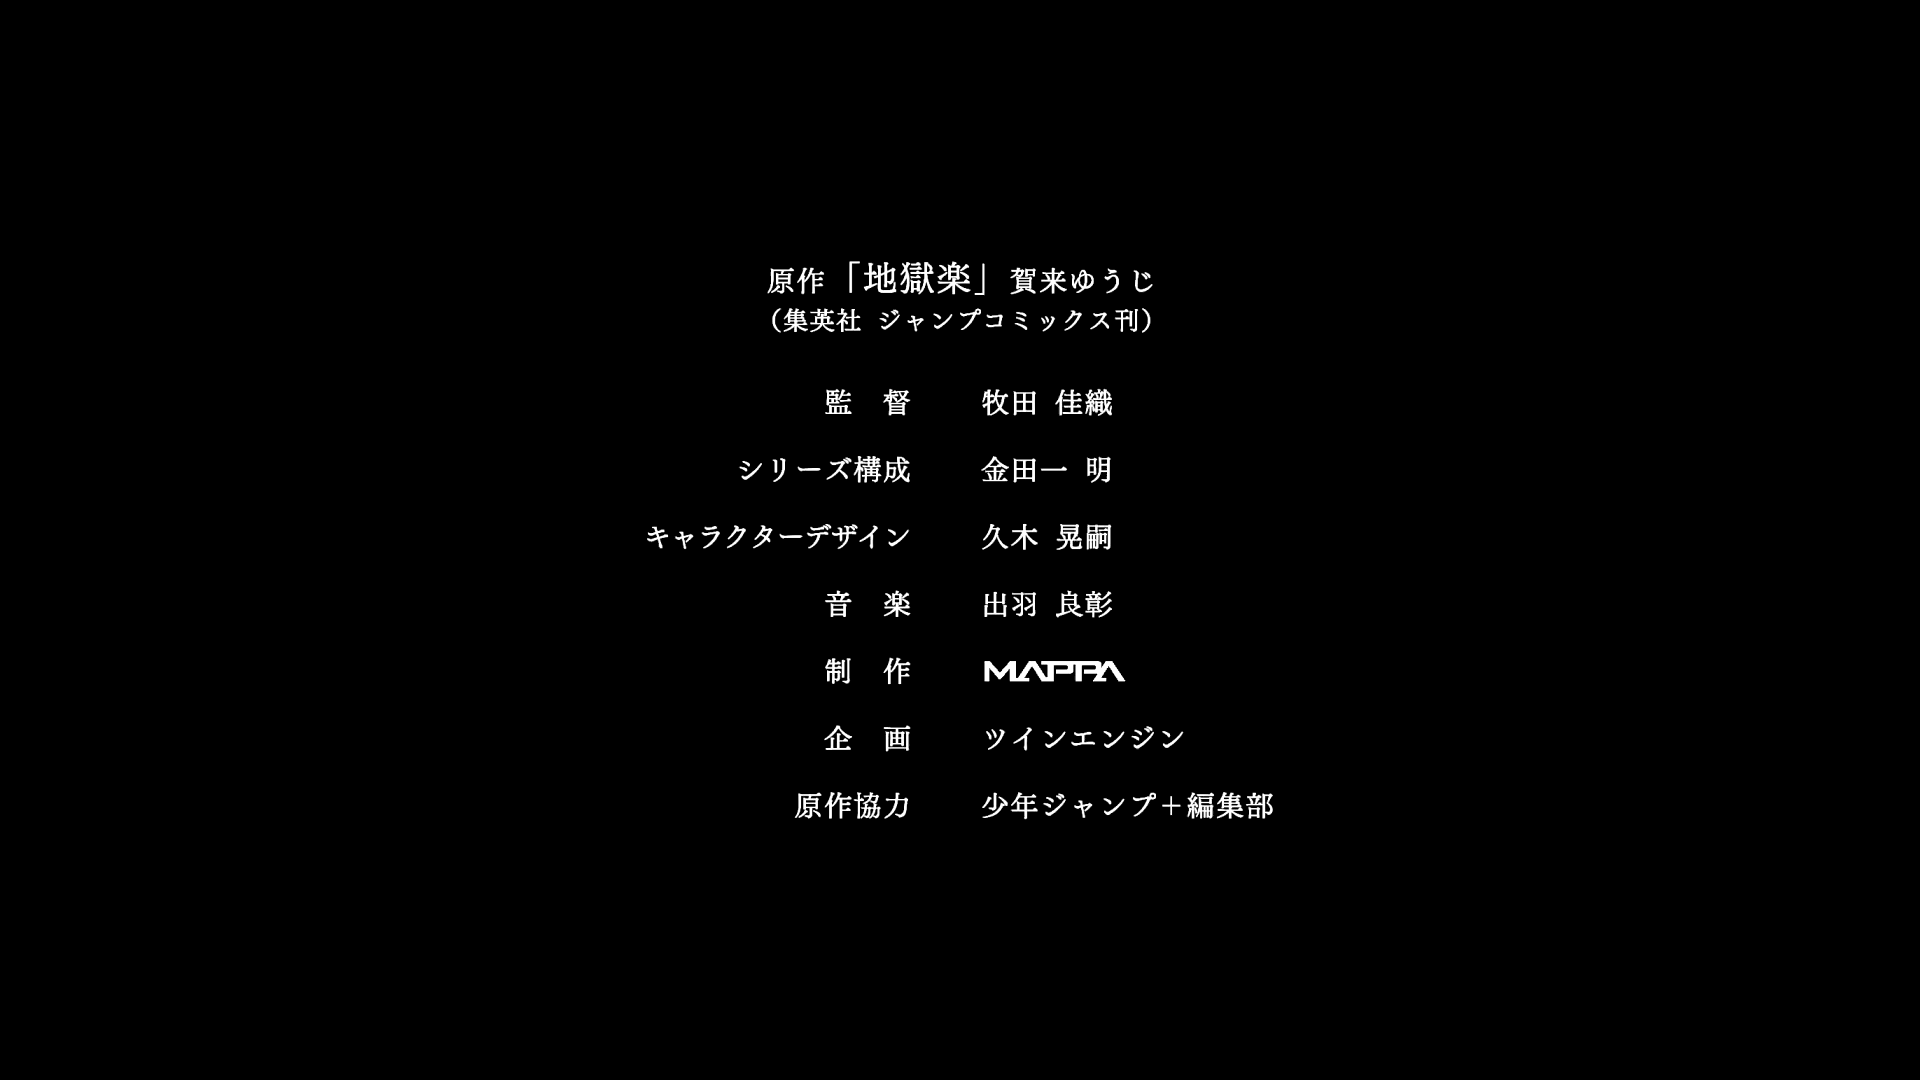 原作「地獄楽」賀来ゆうじ
（集英社 ジャンプコミックス刊）
監　督　牧田 佳織
シリーズ構成　金田一 明
キャラクターデザイン　久木 晃嗣
音　楽　出羽 良彰
制　作　MAPPA
企　画　ツインエンジン
原作協力　少年ジャンプ＋編集部